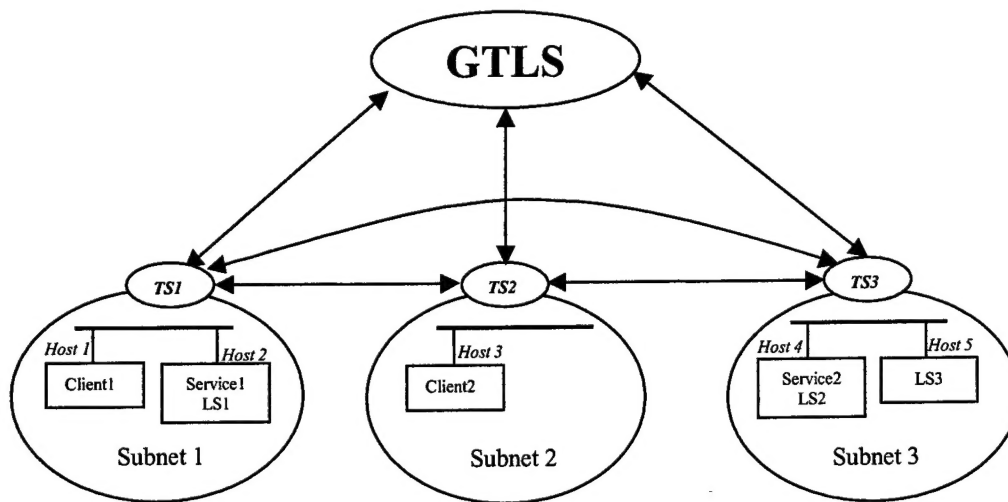 GTLS
TS1
TS2
TS3
Host 1
Host 2
Client1
Service1
LS1
Subnet 1
Host 3
Client2
Subnet 2
Host 4
Host 5
Service2
LS2
LS3
Subnet 3